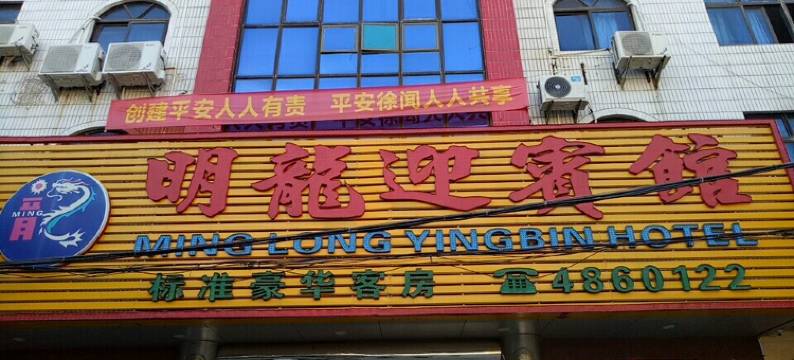 创建平安人人有责 平安徐闻人人共享
明龍迎賓館
MING
MING LONG YINGBIN HOTEL
标准豪华客房 ☎4860122